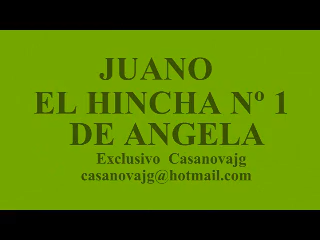 JUANO
EL HINCHA Nº 1
DE ANGELA
Exclusivo Casanovajg
casanovajg@hotmail.com